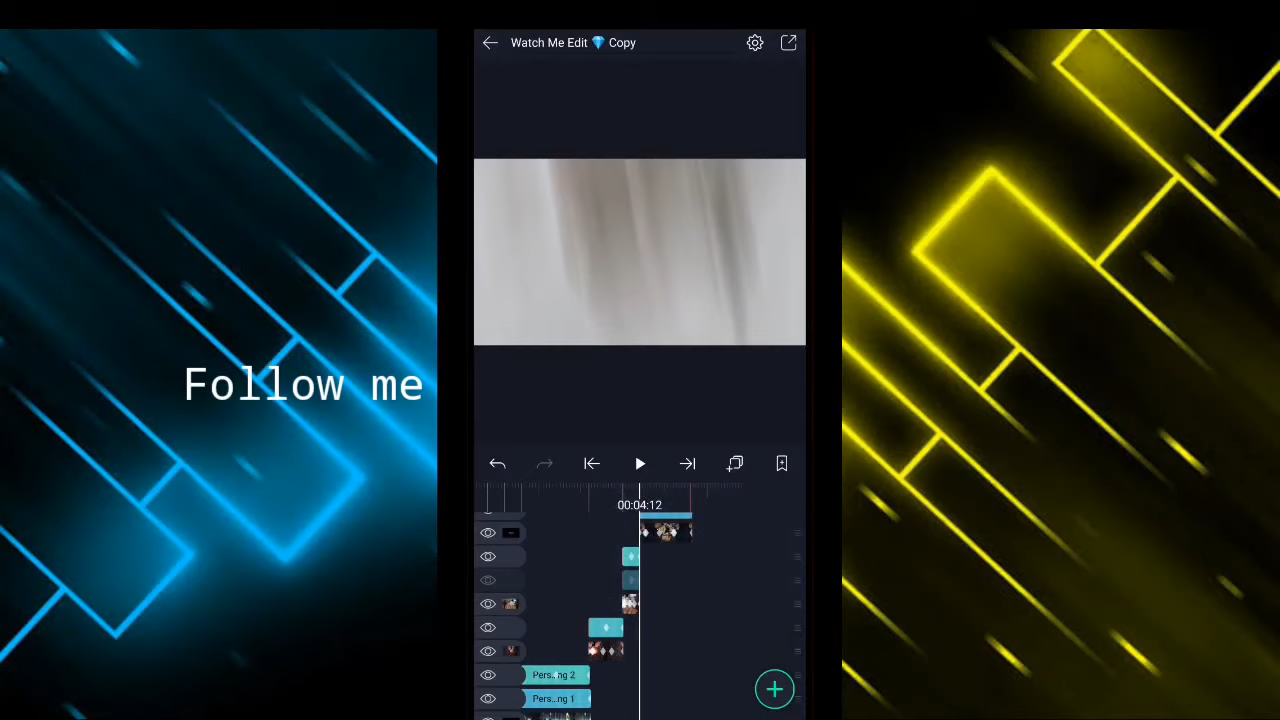 Watch Me Edit 💎 Copy
Follow me
00:04:12
Pers...ng 2
Pers...ng 1